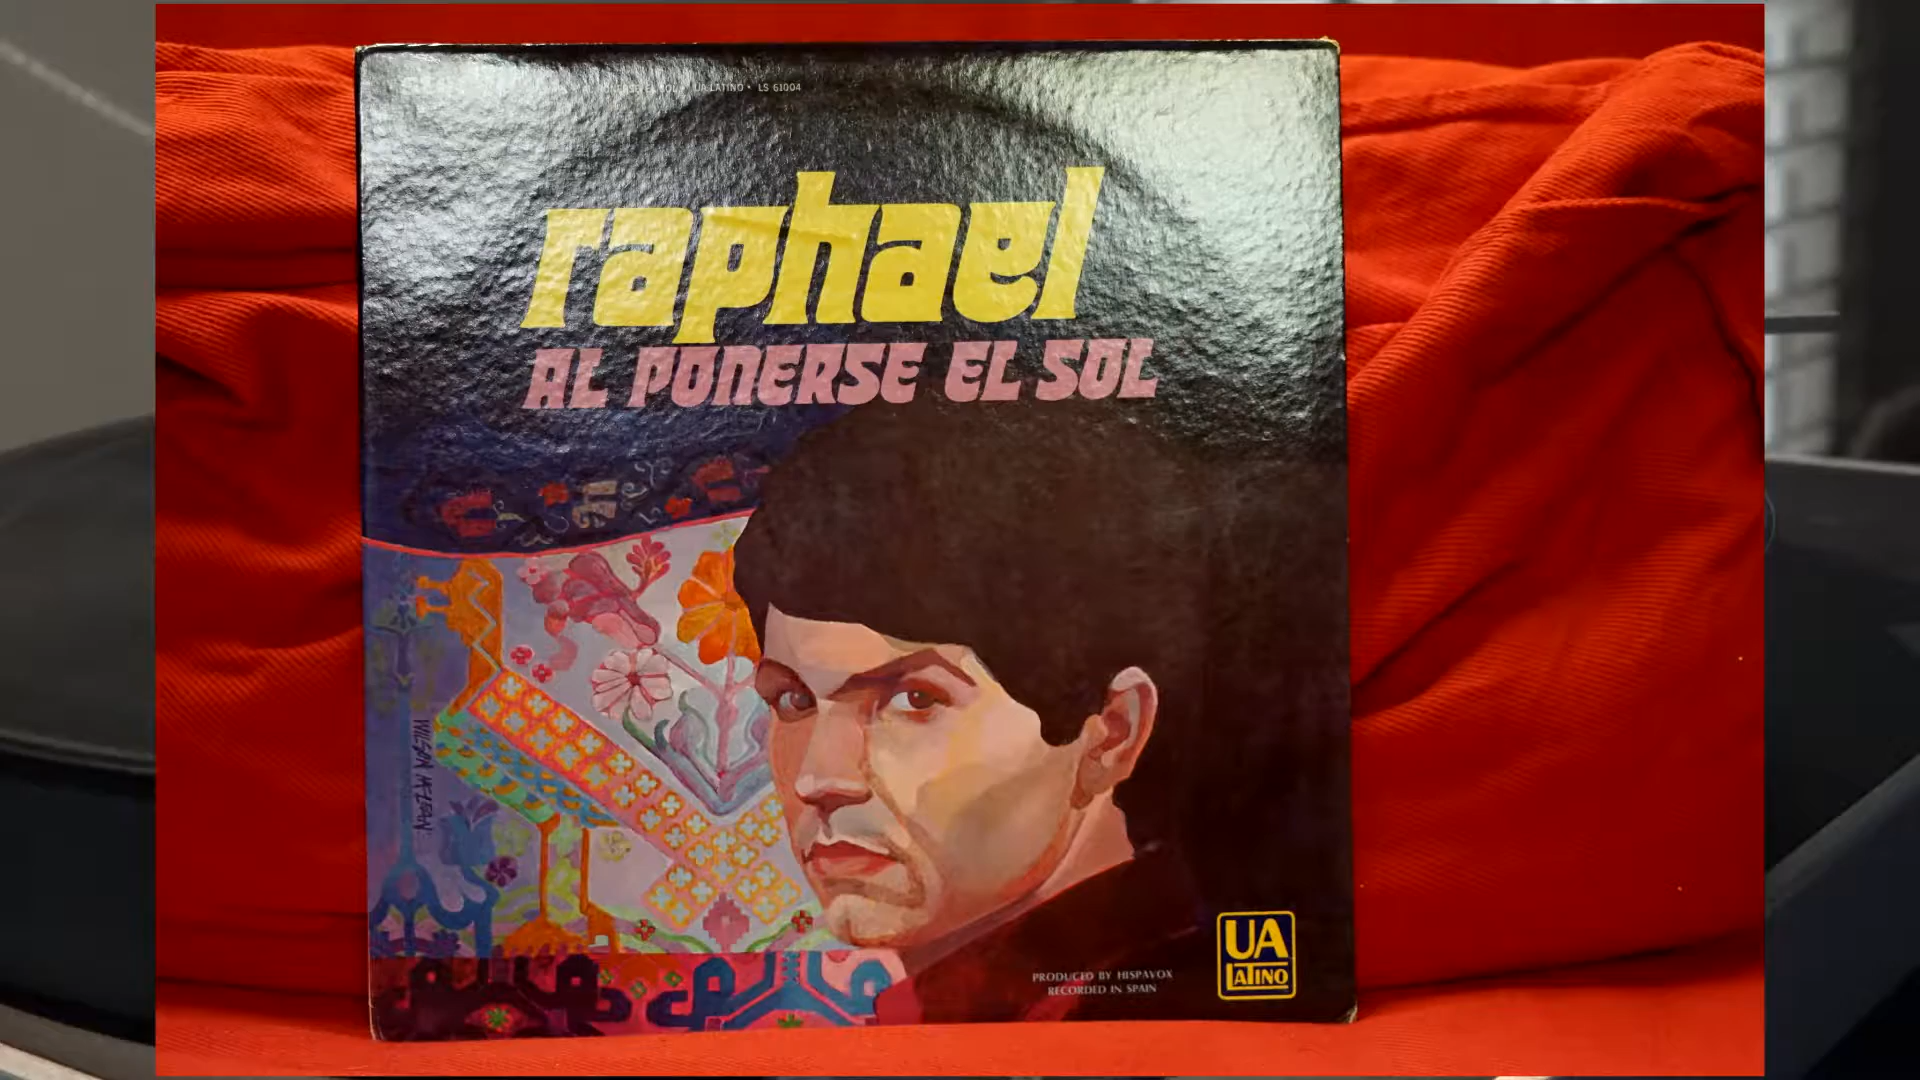 UA LATINO • LS 61004
raphael
AL PONERSE EL SOL
WILSON McLEAN
PRODUCED BY HISPAVOX
RECORDED IN SPAIN
UA
LATINO